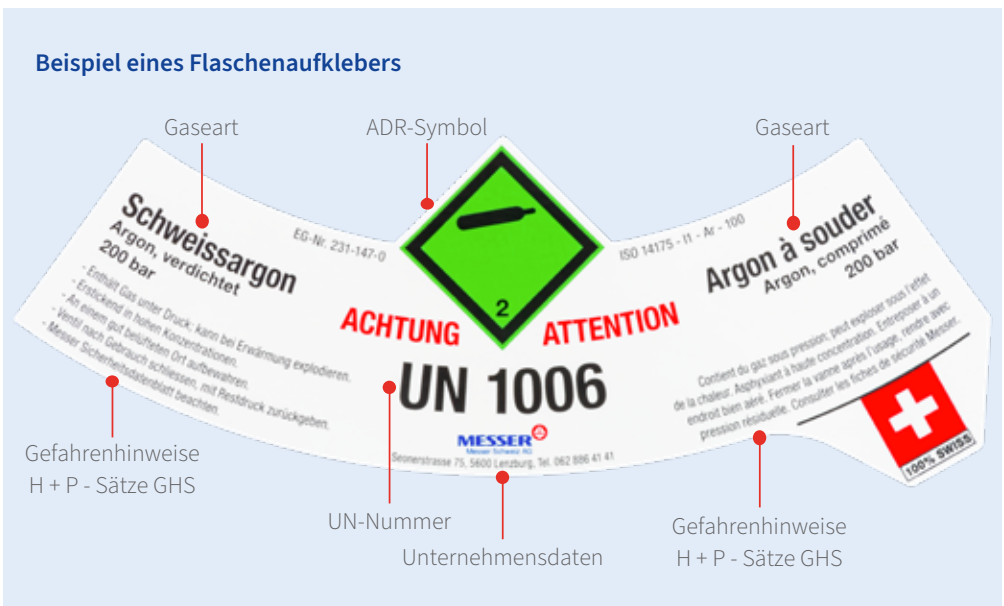 Beispiel eines Flaschenaufklebers
Gaseart
ADR-Symbol
Gaseart
Schweissargon
Argon, verdichtet
200 bar
EG-Nr. 231-147-0
- Enthält Gas unter Druck; kann bei Erwärmung explodieren.
- Erstickend in hohen Konzentrationen.
- An einem gut belüfteten Ort aufbewahren.
- Ventil nach Gebrauch schliessen, mit Restdruck zurückgeben.
- Messer Sicherheitsdatenblatt beachten.
2
ACHTUNG
ATTENTION
UN 1006
MESSER
Messer Schweiz AG
Seonerstrasse 75, 5600 Lenzburg, Tel. 062 886 41 41
ISO 14175 - I1 - Ar - 100
Argon à souder
Argon, comprimé
200 bar
Contient du gaz sous pression; peut exploser sous l'effet
de la chaleur. Asphyxiant à haute concentration. Entreposer à un
endroit bien aéré. Fermer la vanne après l'usage, rendre avec
pression résiduelle. Consulter les fiches de sécurité Messer.
100% SWISS
Gefahrenhinweise
H + P - Sätze GHS
UN-Nummer
Unternehmensdaten
Gefahrenhinweise
H + P - Sätze GHS